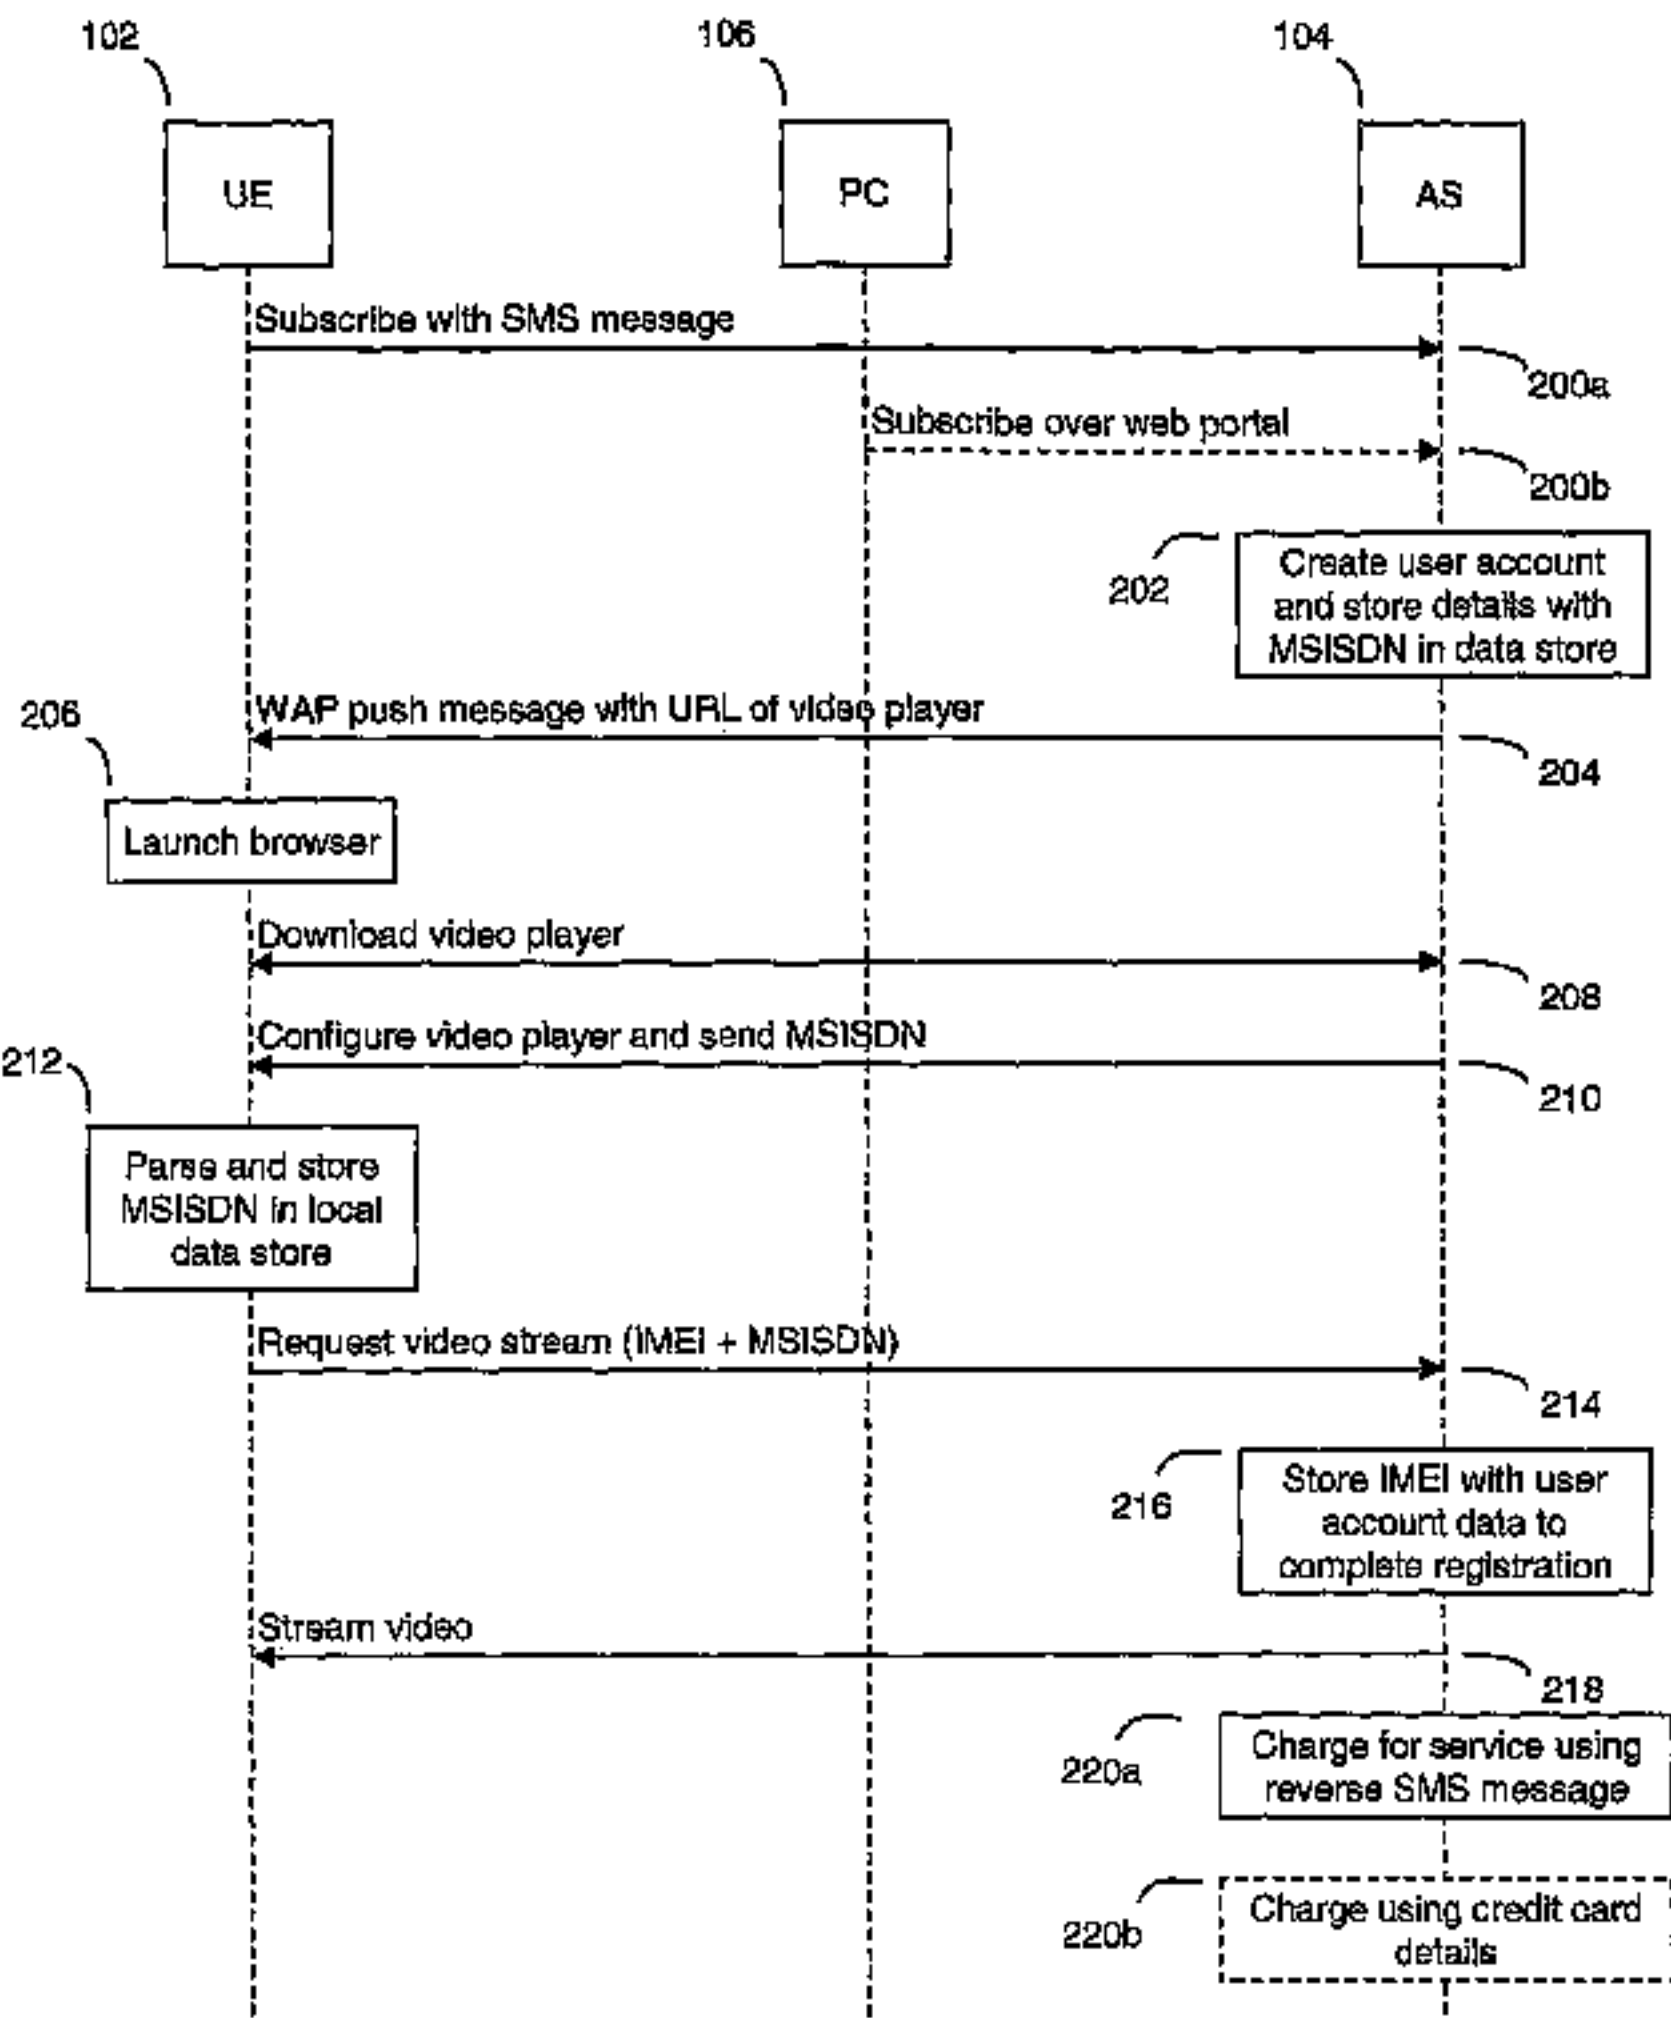 102
106
104
UE
PC
AS
Subscribe with SMS message
200a
Subscribe over web portal
200b
202
Create user account
and store details with
MSISDN in data store
206
WAP push message with URL of video player
204
Launch browser
Download video player
208
Configure video player and send MSISDN
212
210
Parse and store
MSISDN in local
data store
Request video stream (IMEI + MSISDN)
214
216
Store IMEI with user
account data to
complete registration
Stream video
218
220a
Charge for service using
reverse SMS message
220b
Charge using credit card
details